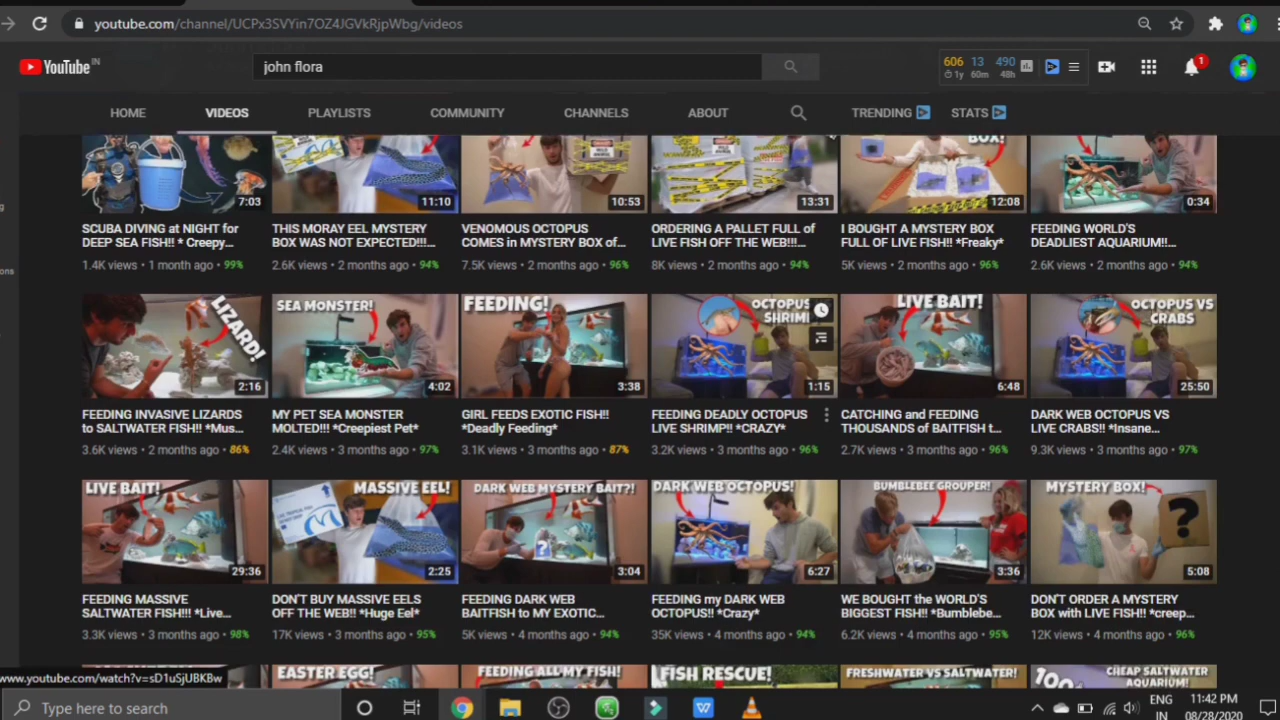 youtube.com/channel/UCPx3SVYin7OZ4JGVkRjpWbg/videos
YouTube IN
john flora
606 13 490
1y 60m 48h
1
HOME VIDEOS PLAYLISTS COMMUNITY CHANNELS ABOUT TRENDING STATS
BOX!
7:03 11:10 10:53 13:31 12:08 0:34
SCUBA DIVING at NIGHT for
DEEP SEA FISH!! * Creepy...
1.4K views • 1 month ago • 99%
THIS MORAY EEL MYSTERY
BOX WAS NOT EXPECTED!!!...
2.6K views • 2 months ago • 94%
VENOMOUS OCTOPUS
COMES in MYSTERY BOX of...
7.5K views • 2 months ago • 96%
ORDERING A PALLET FULL of
LIVE FISH OFF THE WEB!!!...
8K views • 2 months ago • 94%
I BOUGHT A MYSTERY BOX
FULL OF LIVE FISH!! *Freaky*
5K views • 2 months ago • 96%
FEEDING WORLD'S
DEADLIEST AQUARIUM!!...
2.6K views • 2 months ago • 94%
LIZARD!
2:16
FEEDING INVASIVE LIZARDS
to SALTWATER FISH!! *Mus...
3.6K views • 2 months ago • 86%
SEA MONSTER!
4:02
MY PET SEA MONSTER
MOLTED!!! *Creepiest Pet*
2.4K views • 3 months ago • 97%
FEEDING!
3:38
GIRL FEEDS EXOTIC FISH!!
*Deadly Feeding*
3.1K views • 3 months ago • 87%
OCTOPUS
SHRIMP
1:15
FEEDING DEADLY OCTOPUS
LIVE SHRIMP!! *CRAZY*
3.2K views • 3 months ago • 96%
LIVE BAIT!
6:48
CATCHING and FEEDING
THOUSANDS of BAITFISH t...
2.7K views • 3 months ago • 96%
OCTOPUS VS
CRABS
25:50
DARK WEB OCTOPUS VS
LIVE CRABS!! *Insane...
9.3K views • 3 months ago • 97%
LIVE BAIT!
29:36
FEEDING MASSIVE
SALTWATER FISH!!! *Live...
3.3K views • 3 months ago • 98%
MASSIVE EEL!
2:25
DON'T BUY MASSIVE EELS
OFF THE WEB!! *Huge Eel*
17K views • 3 months ago • 95%
DARK WEB MYSTERY BAIT?!
?
3:04
FEEDING DARK WEB
BAITFISH to MY EXOTIC...
5K views • 4 months ago • 94%
DARK WEB OCTOPUS!
6:27
FEEDING my DARK WEB
OCTOPUS!! *Crazy*
35K views • 4 months ago • 94%
BUMBLEBEE GROUPER!
3:36
WE BOUGHT the WORLD'S
BIGGEST FISH!! *Bumblebe...
6.2K views • 4 months ago • 95%
MYSTERY BOX!
?
5:08
DON'T ORDER A MYSTERY
BOX with LIVE FISH!! *creep...
12K views • 4 months ago • 96%
EASTER EGG!
FEEDING ALL MY FISH!
FISH RESCUE!
FRESHWATER VS SALTWATER!
100
CHEAP SALTWATER
AQUARIUM!
www.youtube.com/watch?v=sD1uSjUBKBw
Type here to search
ENG
IN
11:42 PM
08/28/2020